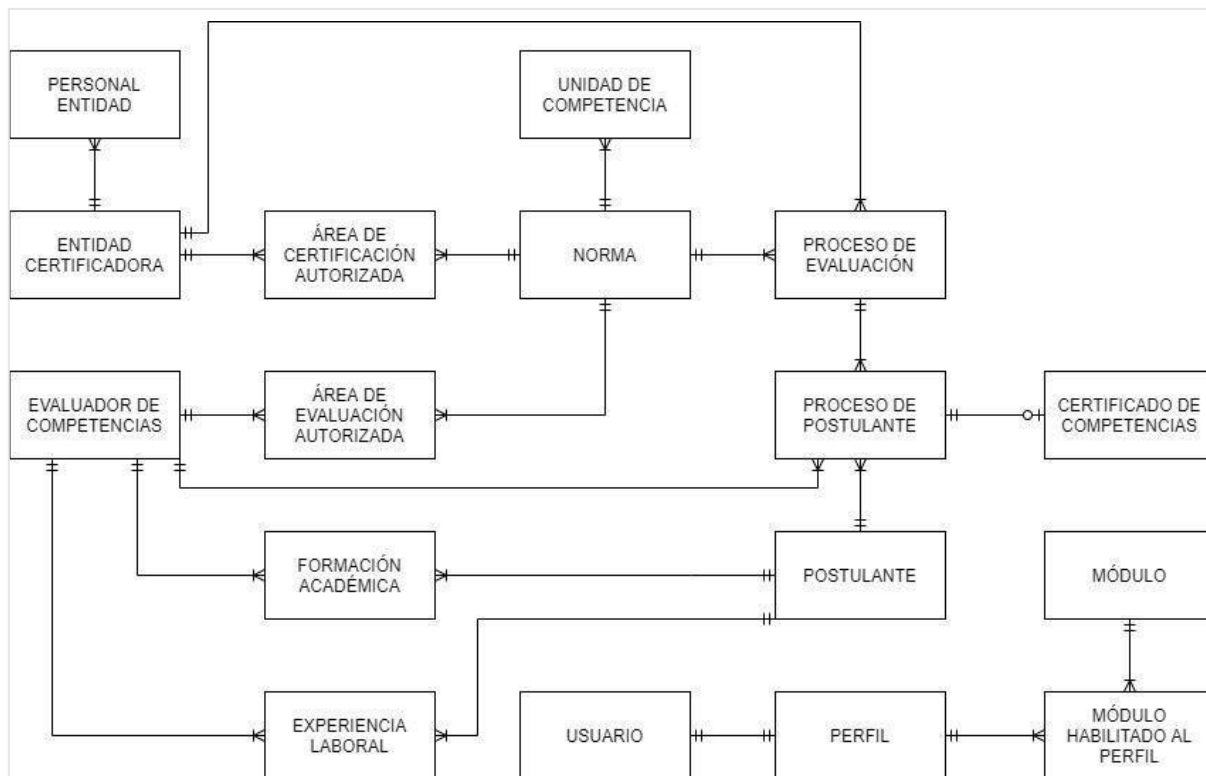 PERSONAL
ENTIDAD
UNIDAD DE
COMPETENCIA
ENTIDAD
CERTIFICADORA
ÁREA DE
CERTIFICACIÓN
AUTORIZADA
NORMA
PROCESO DE
EVALUACIÓN
EVALUADOR DE
COMPETENCIAS
ÁREA DE
EVALUACIÓN
AUTORIZADA
PROCESO DE
POSTULANTE
CERTIFICADO DE
COMPETENCIAS
FORMACIÓN
ACADÉMICA
POSTULANTE
MÓDULO
EXPERIENCIA
LABORAL
USUARIO
PERFIL
MÓDULO
HABILITADO AL
PERFIL